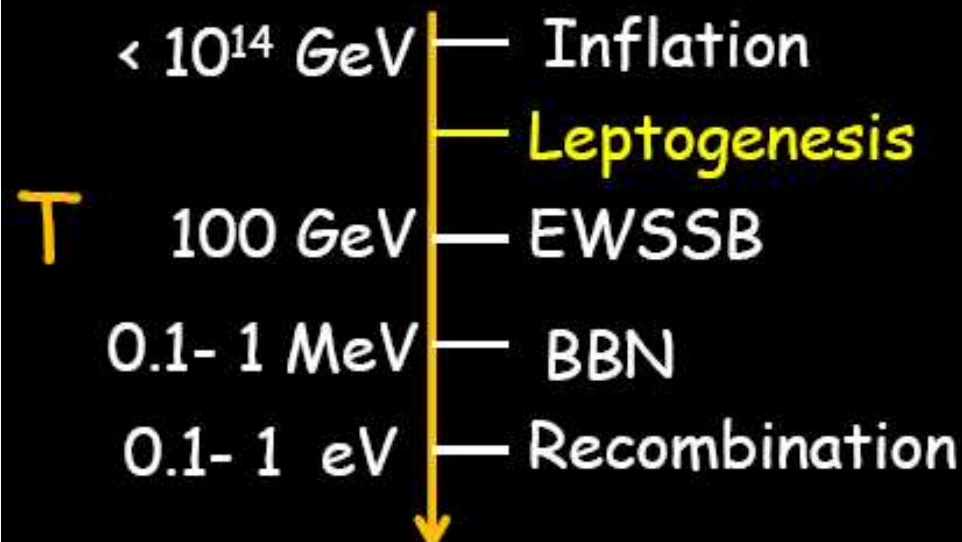 < 10¹⁴ GeV Inflation
Leptogenesis
T 100 GeV EWSSB
0.1- 1 MeV BBN
0.1- 1 eV Recombination